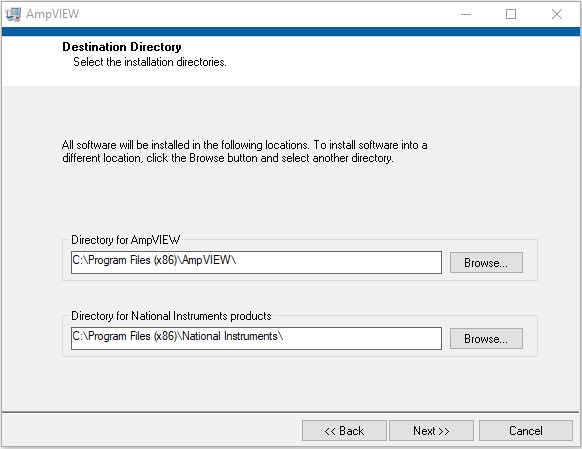 AmpVIEW
Destination Directory
Select the installation directories.
All software will be installed in the following locations. To install software into a
different location, click the Browse button and select another directory.
Directory for AmpVIEW
C:\Program Files (x86)\AmpVIEW\
Browse...
Directory for National Instruments products
C:\Program Files (x86)\National Instruments\
Browse...
<< Back
Next >>
Cancel